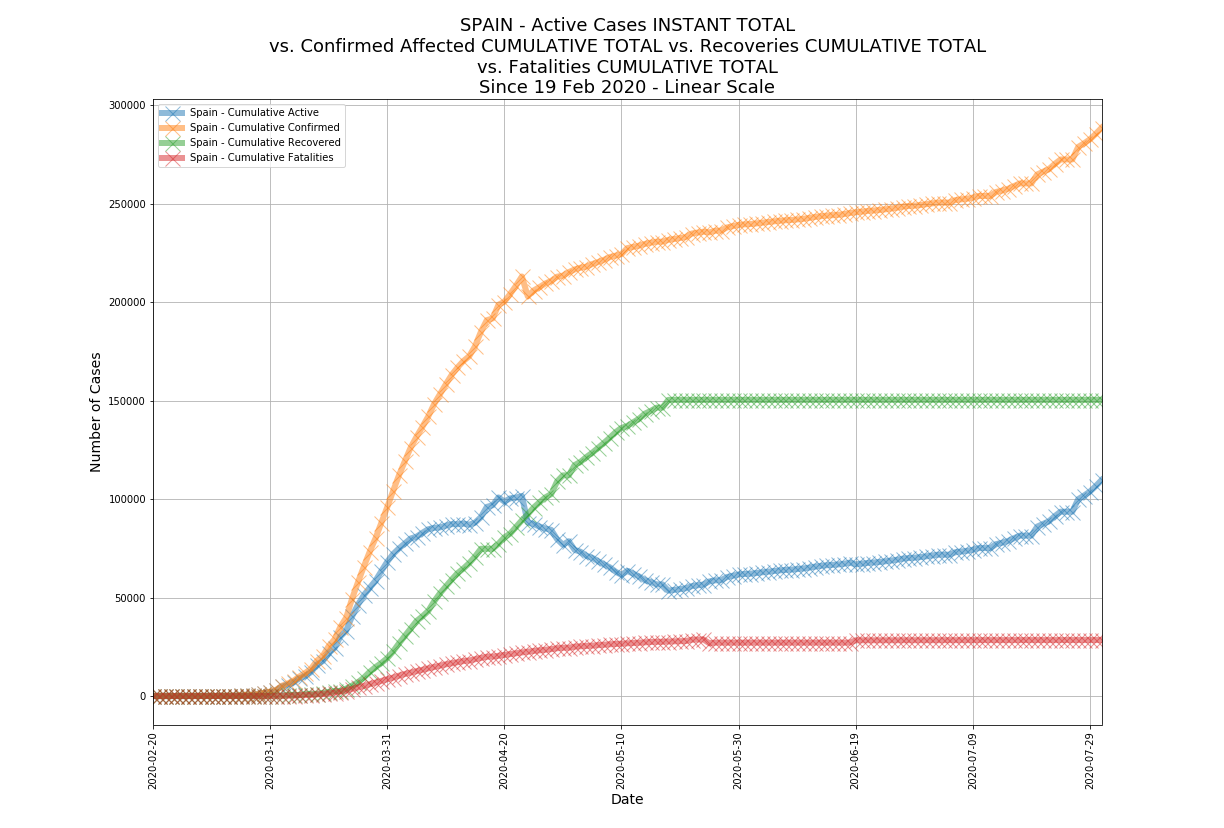 SPAIN - Active Cases INSTANT TOTAL
vs. Confirmed Affected CUMULATIVE TOTAL vs. Recoveries CUMULATIVE TOTAL
vs. Fatalities CUMULATIVE TOTAL
Since 19 Feb 2020 - Linear Scale
Spain - Cumulative Active
Spain - Cumulative Confirmed
Spain - Cumulative Recovered
Spain - Cumulative Fatalities
Number of Cases
300000
250000
200000
150000
100000
50000
0
2020-02-20
2020-03-11
2020-03-31
2020-04-20
2020-05-10
2020-05-30
2020-06-19
2020-07-09
2020-07-29
Date